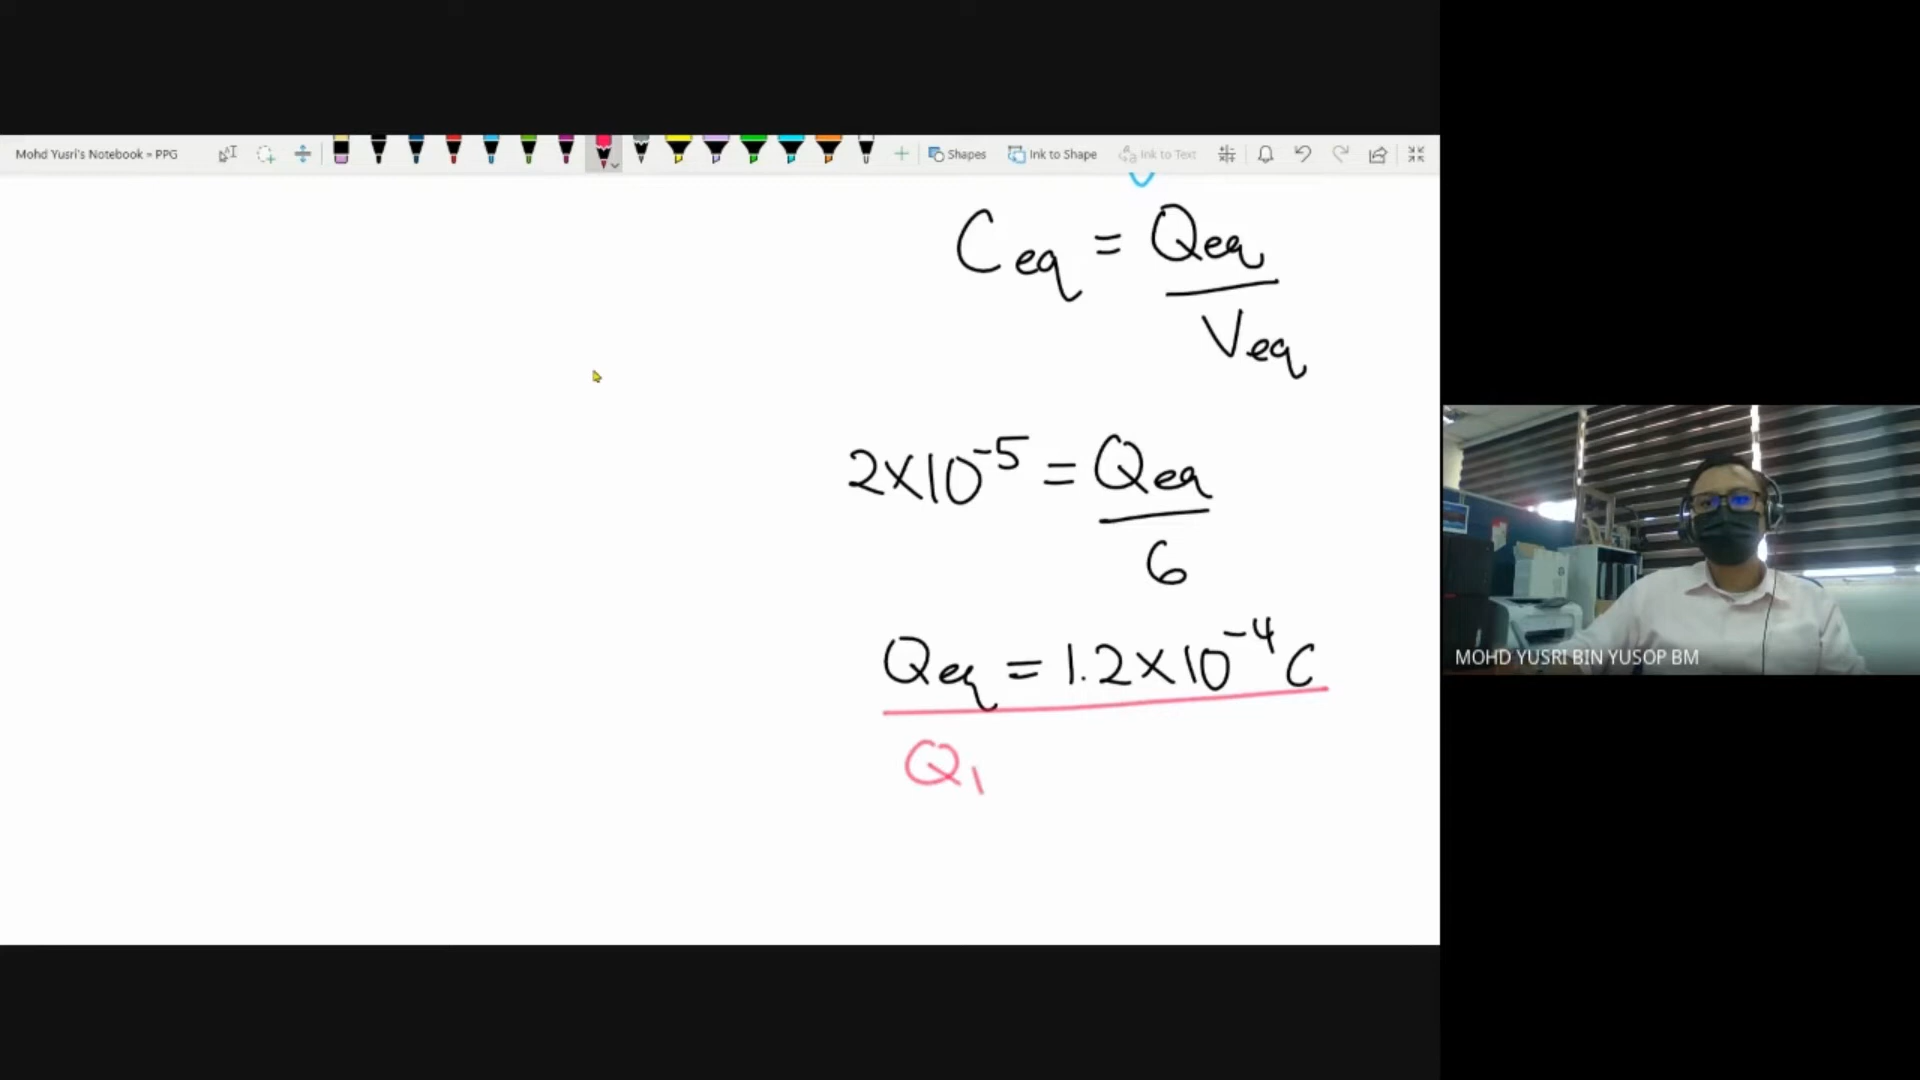 Mohd Yusri's Notebook » PPG
Shapes
Ink to Shape
Ink to Text
Ceq = Qeq
Veq
2×10⁻⁵ = Qeq
6
Qeq = 1.2×10⁻⁴ C
Q₁
MOHD YUSRI BIN YUSOP BM